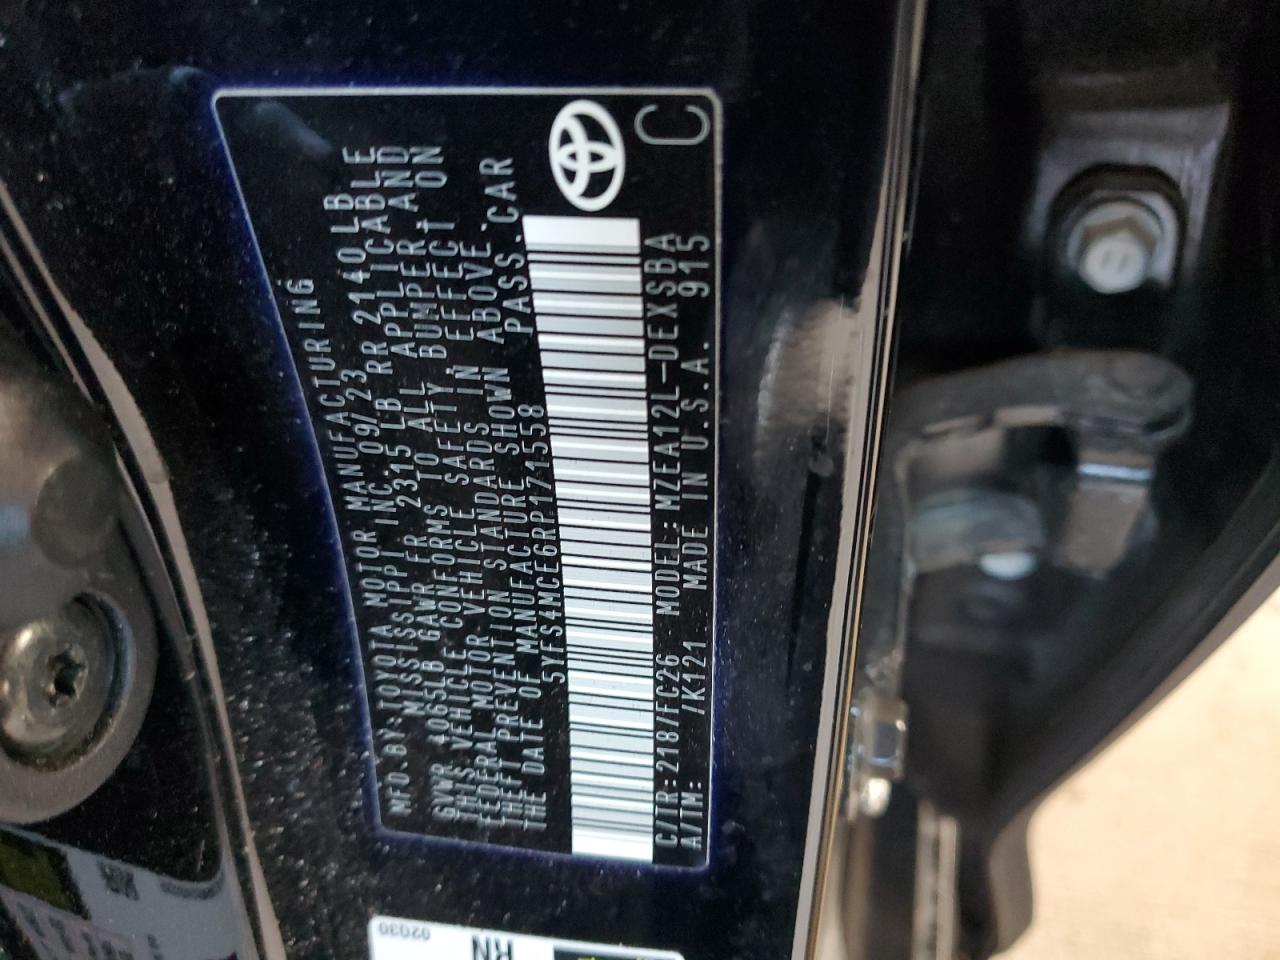 MFD.BY:TOYOTA MOTOR MANUFACTURING
MISSISSIPPI INC. 09/23
GVWR 4065LB GAWR FR 2315 LB RR 2140LB
THIS VEHICLE CONFORMS TO ALL APPLICABLE
FEDERAL MOTOR VEHICLE SAFETY BUMPER AND
THEFT PREVENTION STANDARDS IN EFFECT ON
THE DATE OF MANUFACTURE SHOWN ABOVE.
5YFS4MCE6RP171558 PASS. CAR
C/TR:218/FC26 MODEL:MZEA12L-DEXSBA
A/TM: /K121 MADE IN U.S.A. 915
C
02030
RN